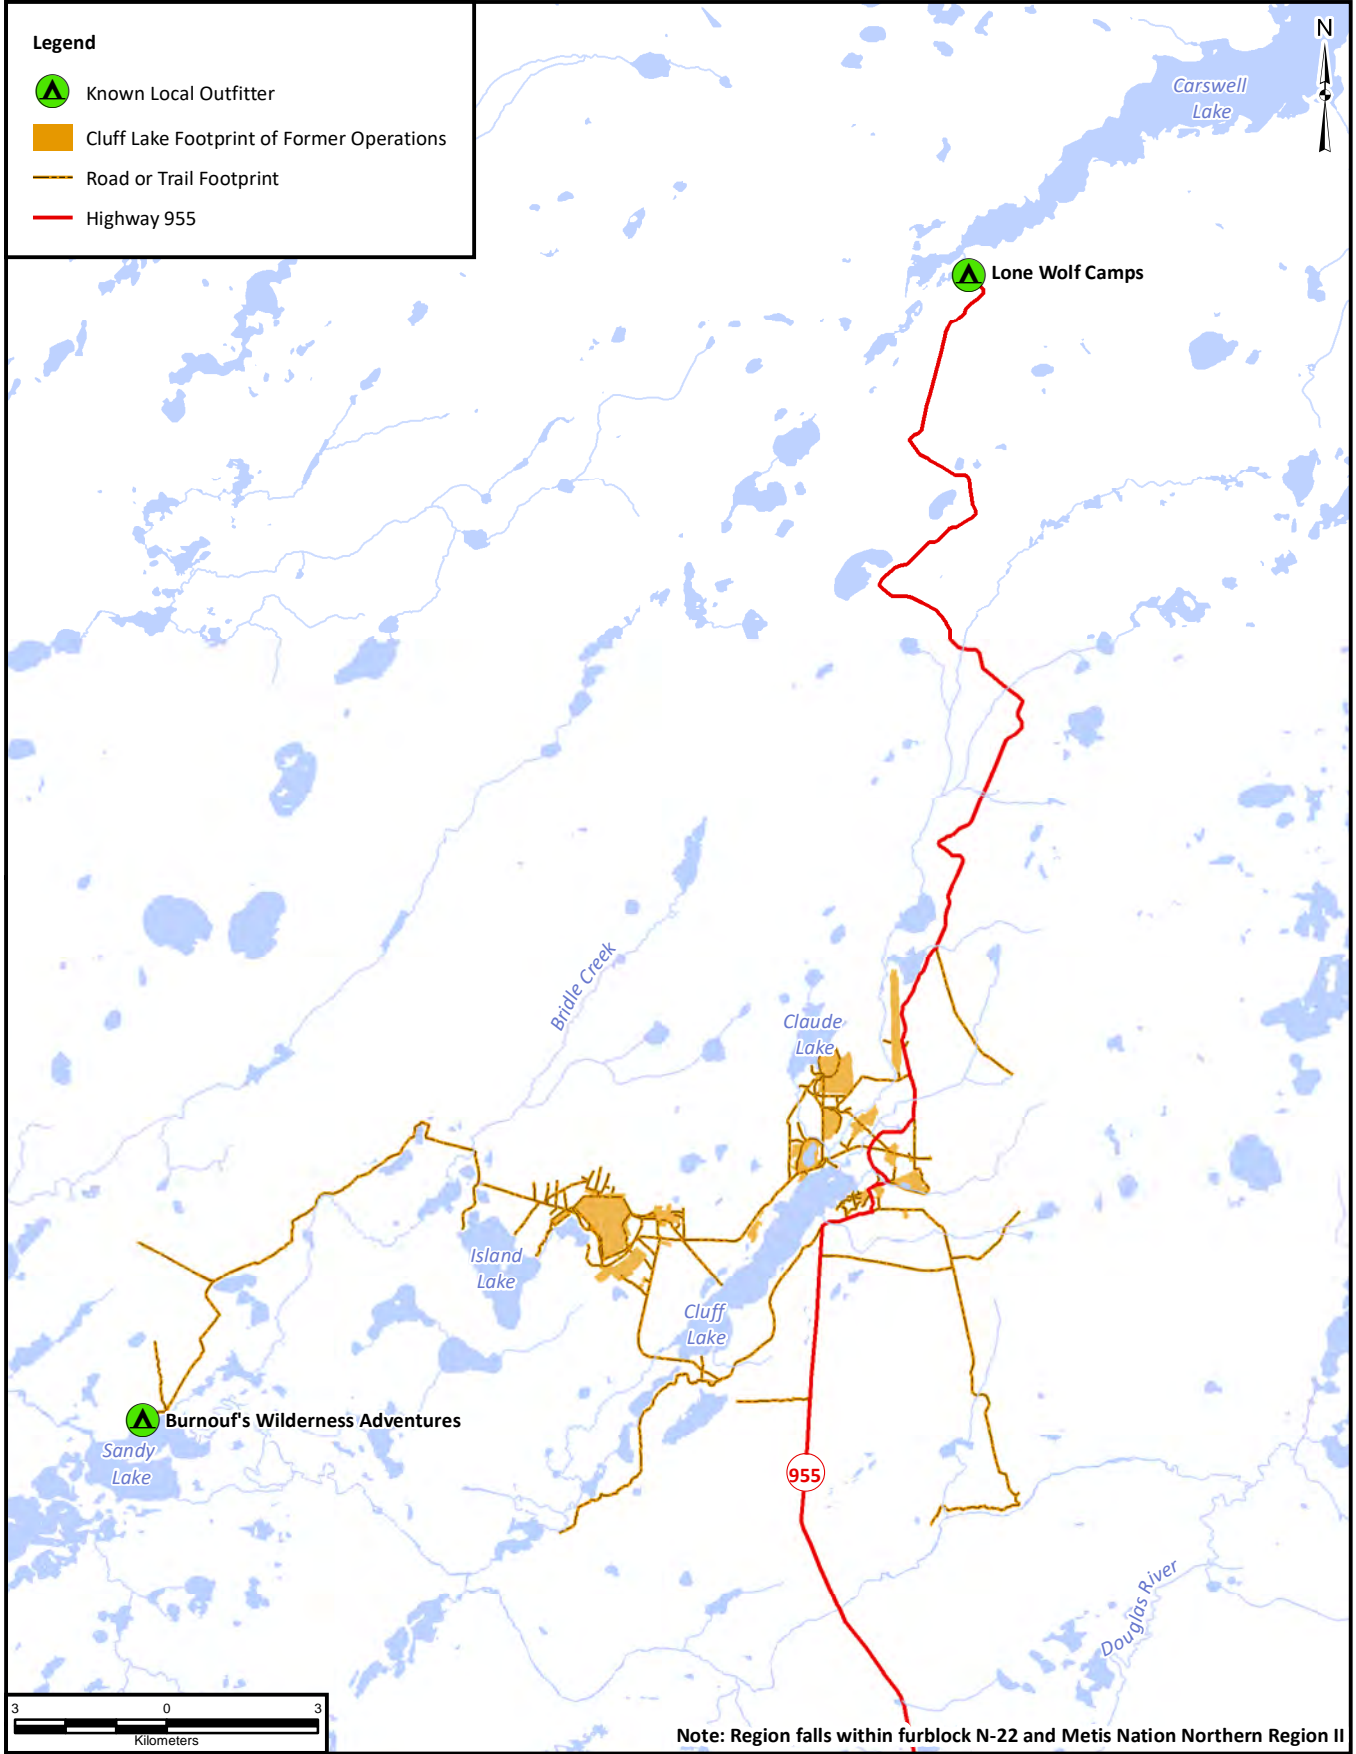 Legend
Known Local Outfitter
Cluff Lake Footprint of Former Operations
Road or Trail Footprint
Highway 955
N
Carswell
Lake
Lone Wolf Camps
Bridle Creek
Claude
Lake
Island
Lake
Cluff
Lake
Burnouf's Wilderness Adventures
Sandy
Lake
955
Douglas River
3 0 3
Kilometers
Note: Region falls within furblock N-22 and Metis Nation Northern Region II